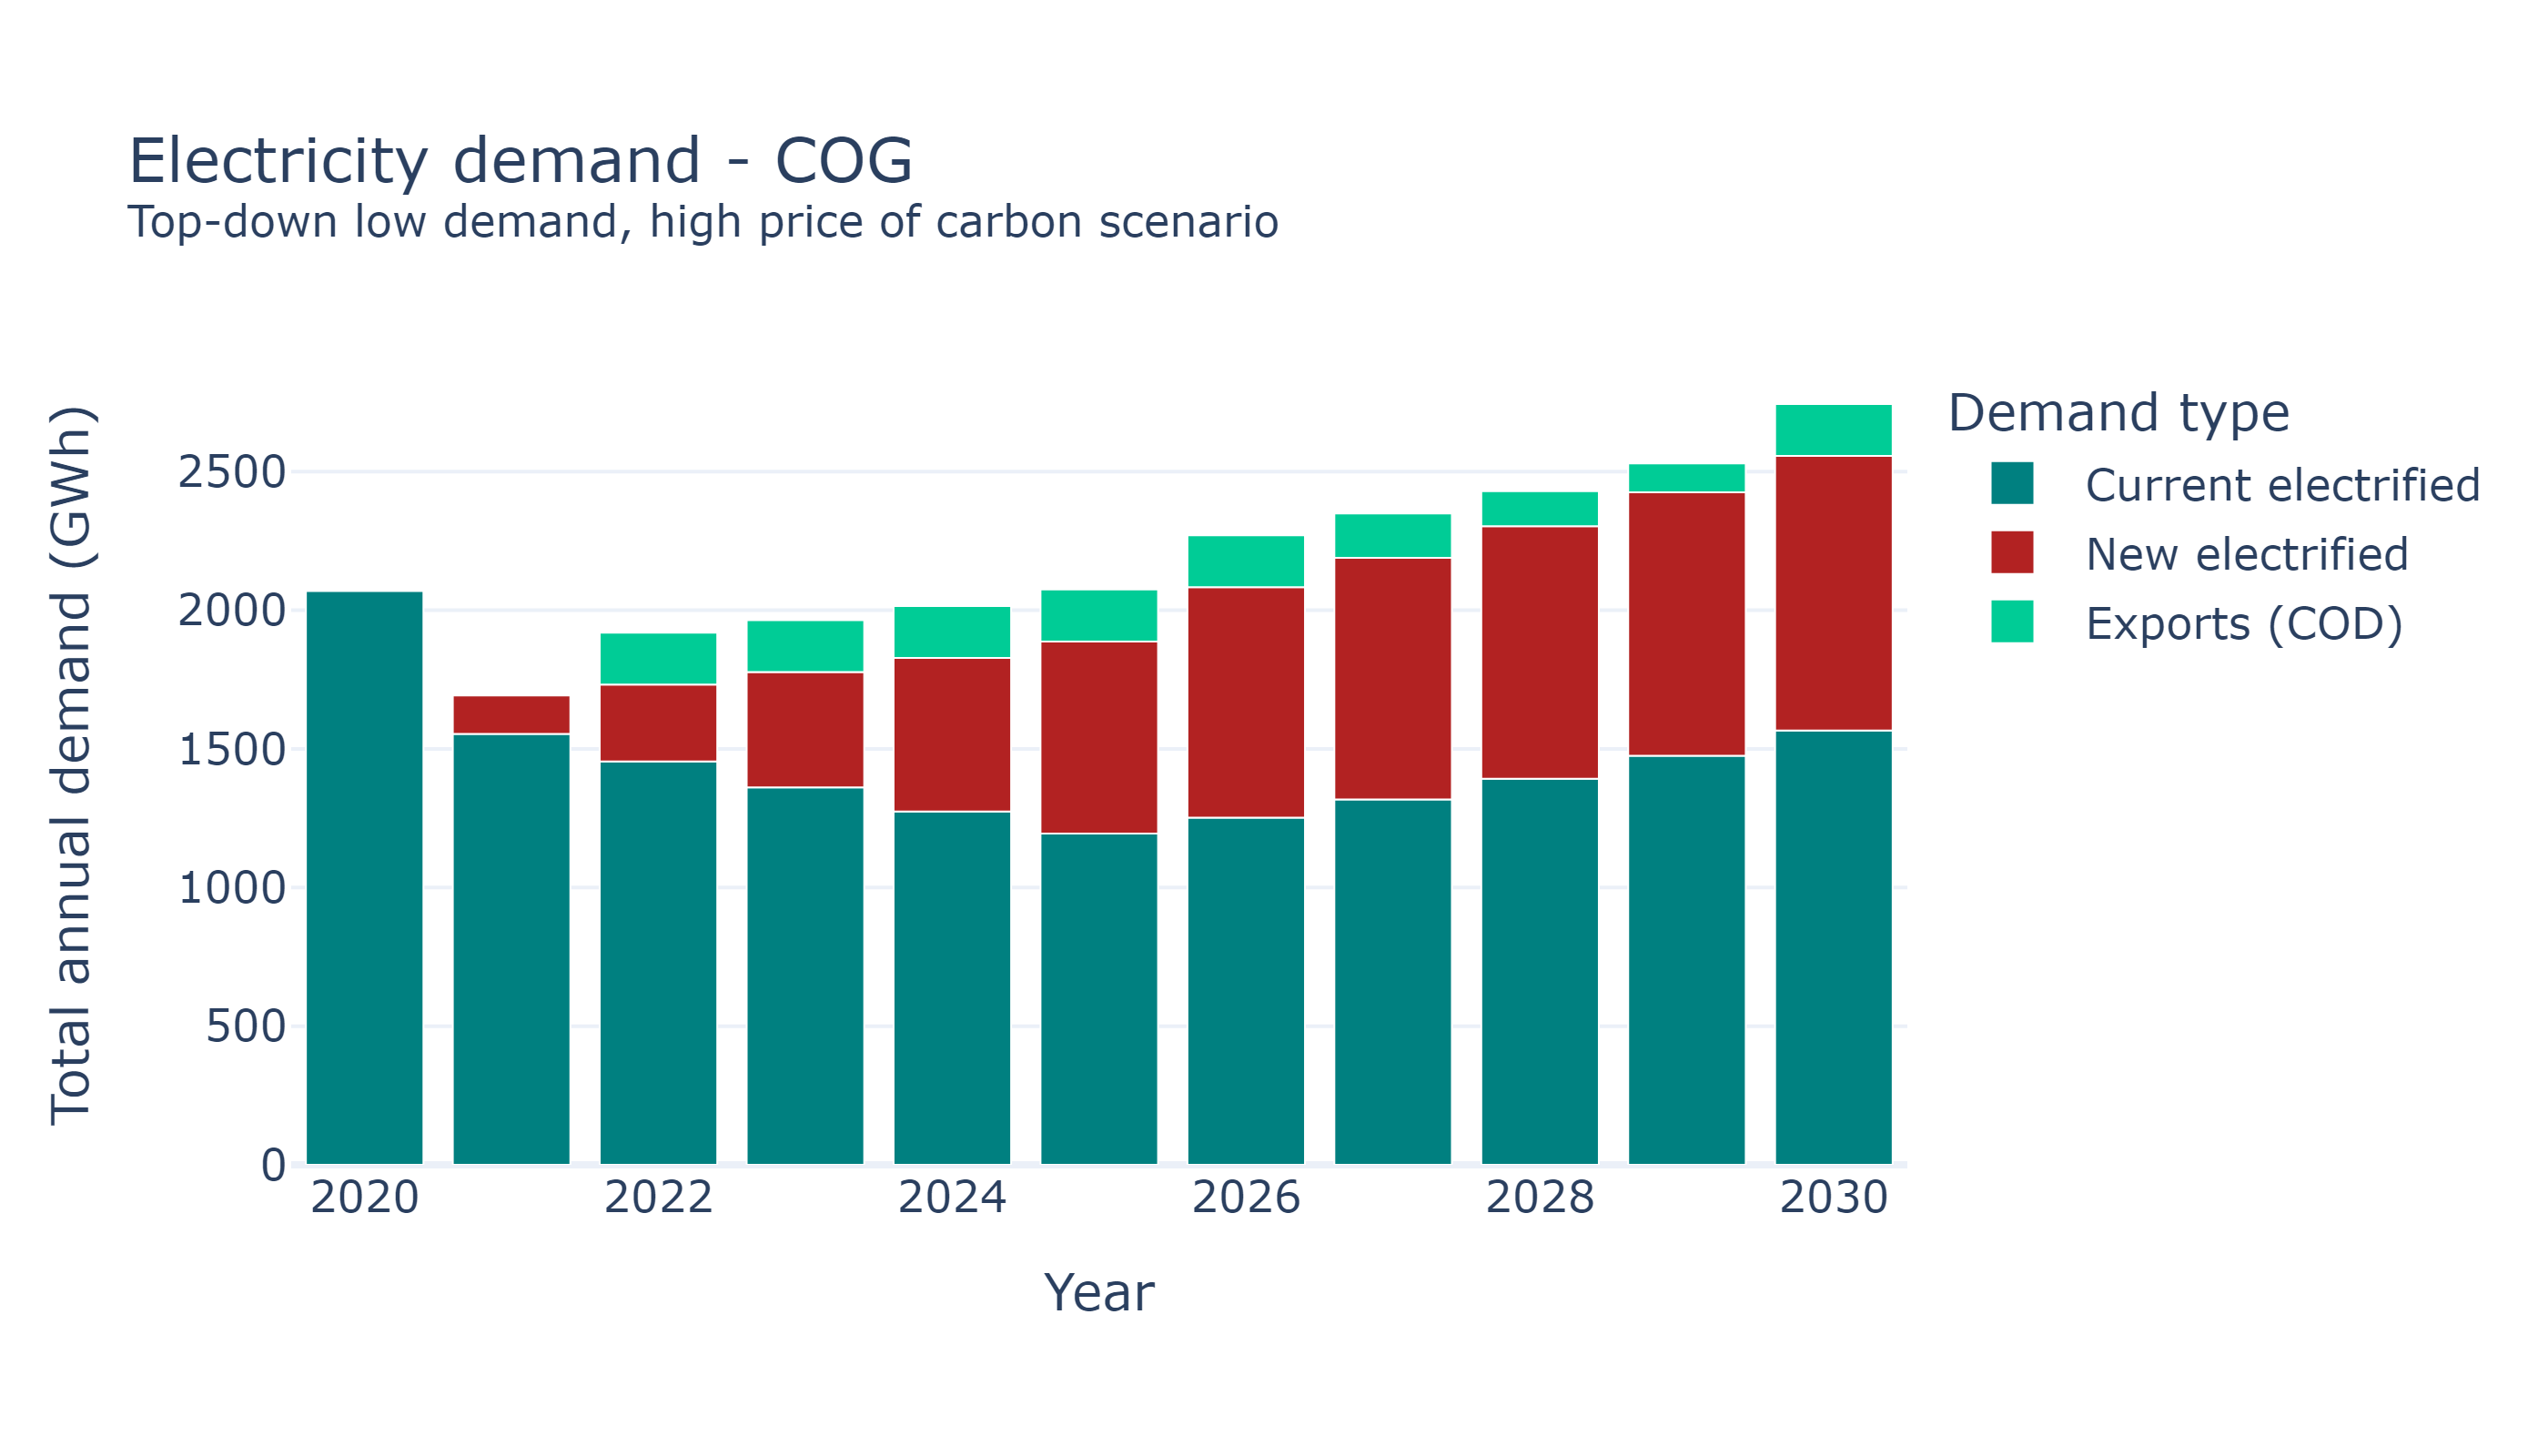 Electricity demand - COG
Top-down low demand, high price of carbon scenario
Total annual demand (GWh)
2500
2000
1500
1000
500
0
2020
2022
2024
2026
2028
2030
Year
Demand type
Current electrified
New electrified
Exports (COD)